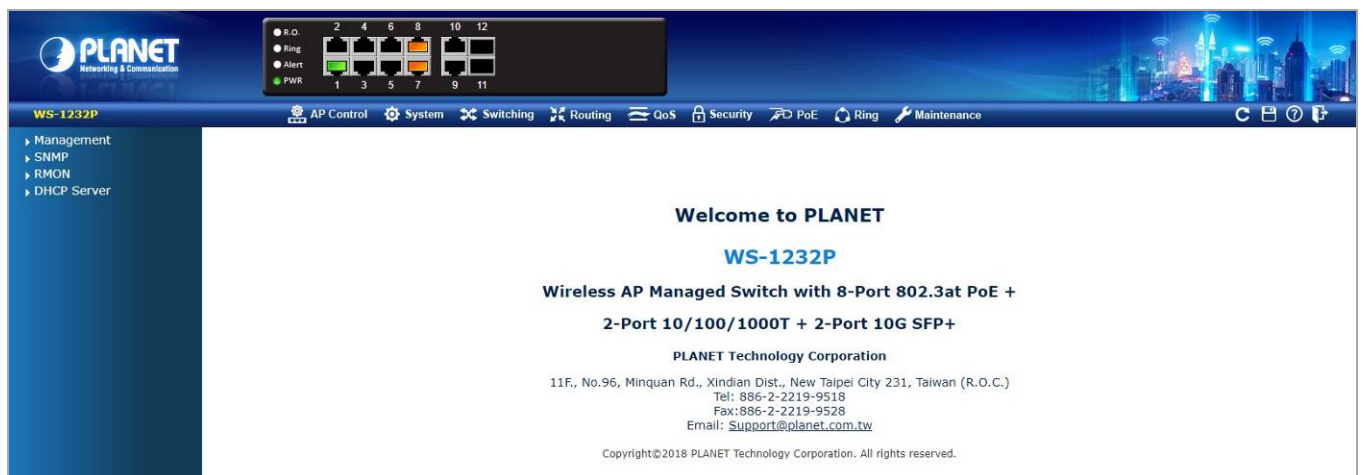 PLANET
Networking & Communication
R.O.
Ring
Alert
PWR
2 4 6 8 10 12
1 3 5 7 9 11
WS-1232P
AP Control System Switching Routing QoS Security PoE Ring Maintenance
Management
SNMP
RMON
DHCP Server
Welcome to PLANET
WS-1232P
Wireless AP Managed Switch with 8-Port 802.3at PoE +
2-Port 10/100/1000T + 2-Port 10G SFP+
PLANET Technology Corporation
11F., No.96, Minquan Rd., Xindian Dist., New Taipei City 231, Taiwan (R.O.C.)
Tel: 886-2-2219-9518
Fax:886-2-2219-9528
Email: Support@planet.com.tw
Copyright©2018 PLANET Technology Corporation. All rights reserved.